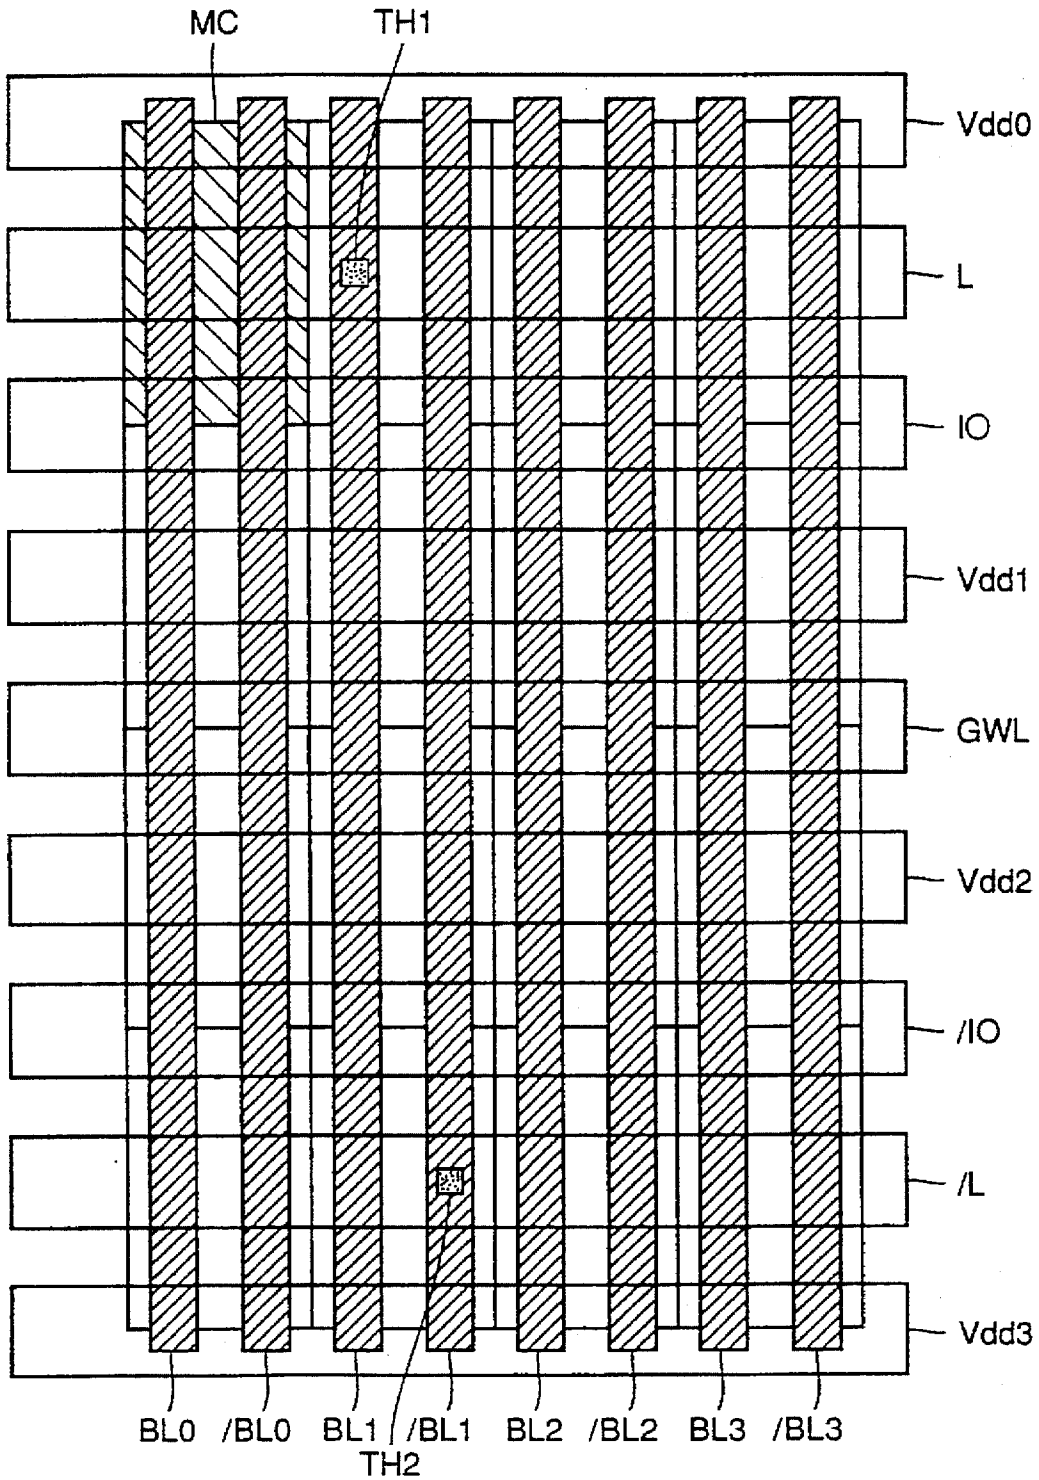 MC TH1
Vdd0
L
IO
Vdd1
GWL
Vdd2
/IO
/L
Vdd3
BL0 /BL0 BL1 /BL1 BL2 /BL2 BL3 /BL3
TH2